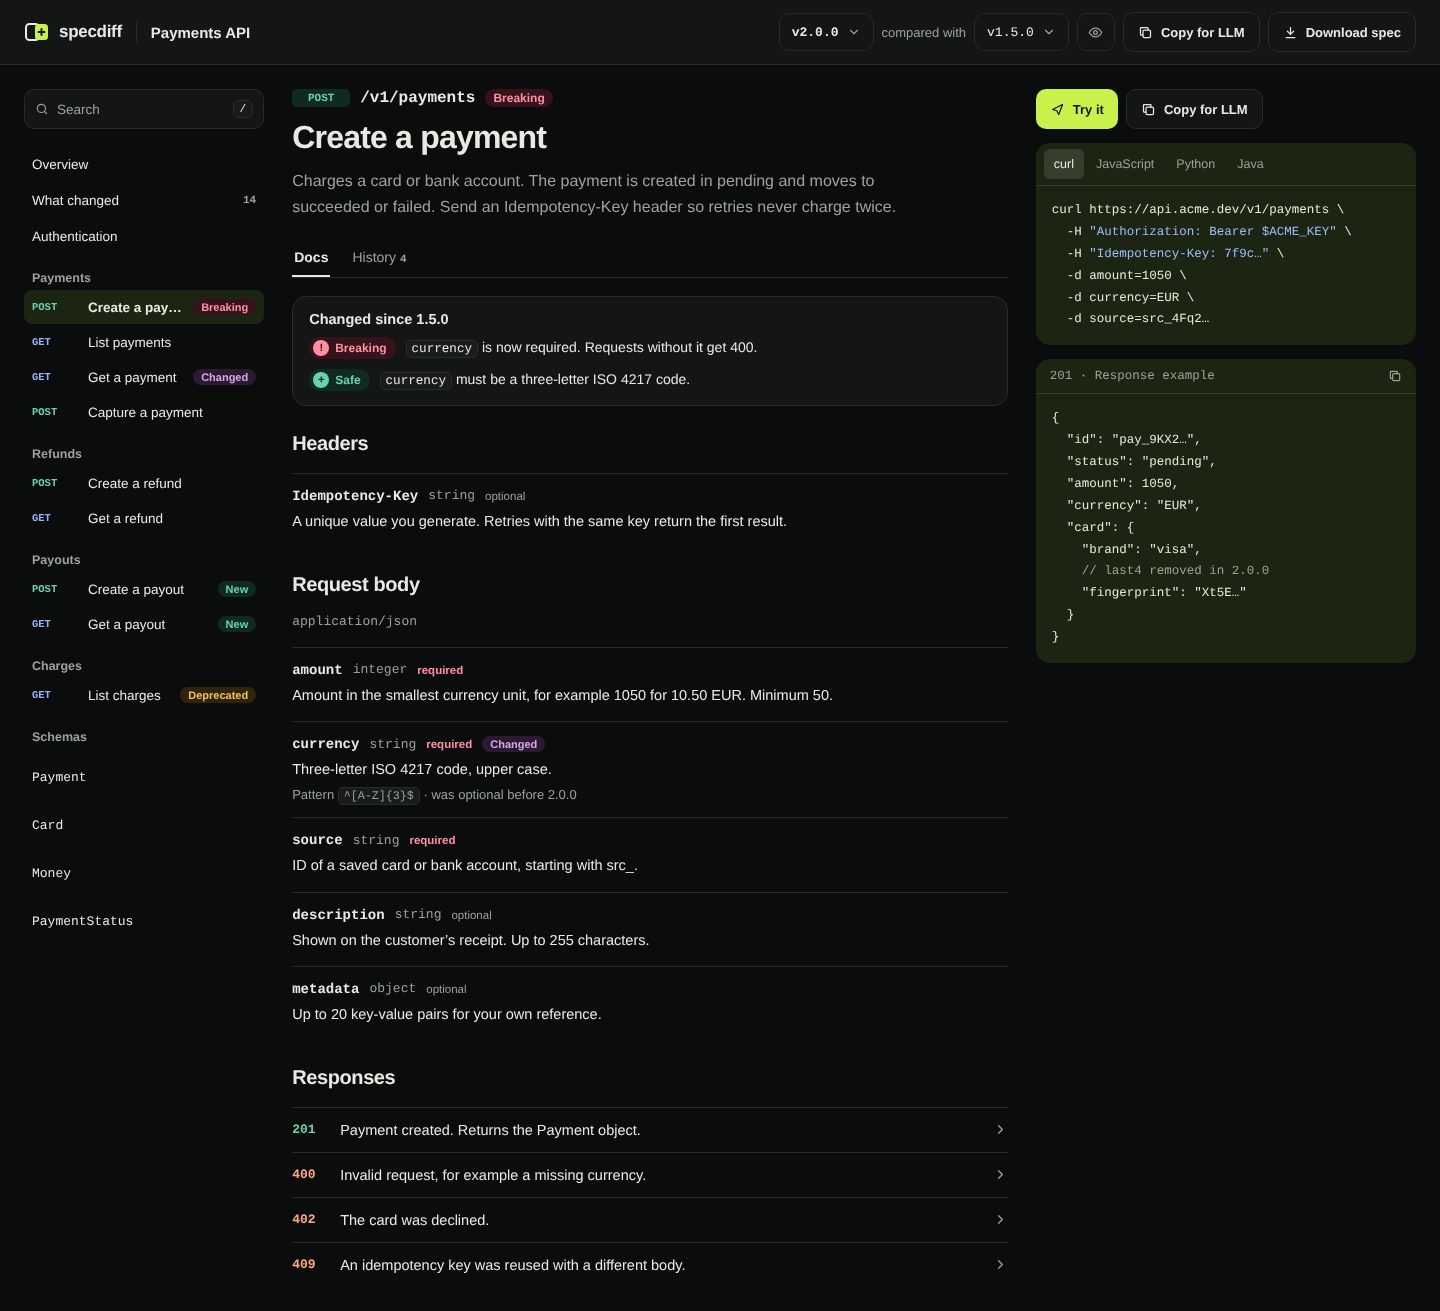 specdiff
Payments API
v2.0.0
compared with
v1.5.0
Copy for LLM
Download spec
Search
/
Overview
What changed 14
Authentication
Payments
POST Create a pay… Breaking
GET List payments
GET Get a payment Changed
POST Capture a payment
Refunds
POST Create a refund
GET Get a refund
Payouts
POST Create a payout New
GET Get a payout New
Charges
GET List charges Deprecated
Schemas
Payment
Card
Money
PaymentStatus
POST /v1/payments Breaking
Create a payment
Charges a card or bank account. The payment is created in pending and moves to
succeeded or failed. Send an Idempotency-Key header so retries never charge twice.
Docs History 4
Changed since 1.5.0
! Breaking currency is now required. Requests without it get 400.
+ Safe currency must be a three-letter ISO 4217 code.
Headers
Idempotency-Key string optional
A unique value you generate. Retries with the same key return the first result.
Request body
application/json
amount integer required
Amount in the smallest currency unit, for example 1050 for 10.50 EUR. Minimum 50.
currency string required Changed
Three-letter ISO 4217 code, upper case.
Pattern ^[A-Z]{3}$ · was optional before 2.0.0
source string required
ID of a saved card or bank account, starting with src_.
description string optional
Shown on the customer’s receipt. Up to 255 characters.
metadata object optional
Up to 20 key-value pairs for your own reference.
Responses
201 Payment created. Returns the Payment object.
400 Invalid request, for example a missing currency.
402 The card was declined.
409 An idempotency key was reused with a different body.
Try it
Copy for LLM
curl JavaScript Python Java
curl https://api.acme.dev/v1/payments \
-H "Authorization: Bearer $ACME_KEY" \
-H "Idempotency-Key: 7f9c…" \
-d amount=1050 \
-d currency=EUR \
-d source=src_4Fq2…
201 · Response example
{
"id": "pay_9KX2…",
"status": "pending",
"amount": 1050,
"currency": "EUR",
"card": {
"brand": "visa",
// last4 removed in 2.0.0
"fingerprint": "Xt5E…"
}
}